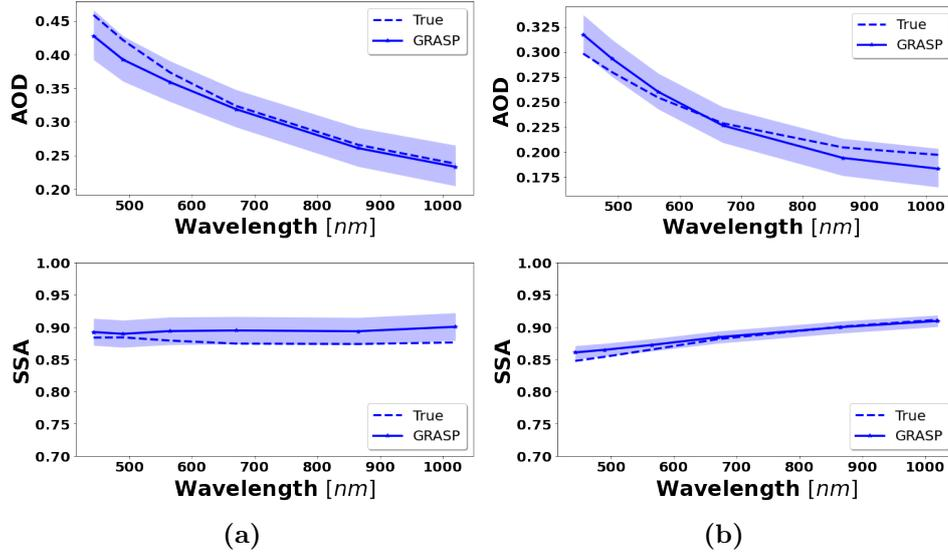 0.45
0.40
0.35
0.30
0.25
0.20
AOD
True
GRASP
500 600 700 800 900 1000
Wavelength [nm]
0.325
0.300
0.275
0.250
0.225
0.200
0.175
AOD
True
GRASP
500 600 700 800 900 1000
Wavelength [nm]
1.00
0.95
0.90
0.85
0.80
0.75
0.70
SSA
True
GRASP
500 600 700 800 900 1000
Wavelength [nm]
(a)
1.00
0.95
0.90
0.85
0.80
0.75
0.70
SSA
True
GRASP
500 600 700 800 900 1000
Wavelength [nm]
(b)